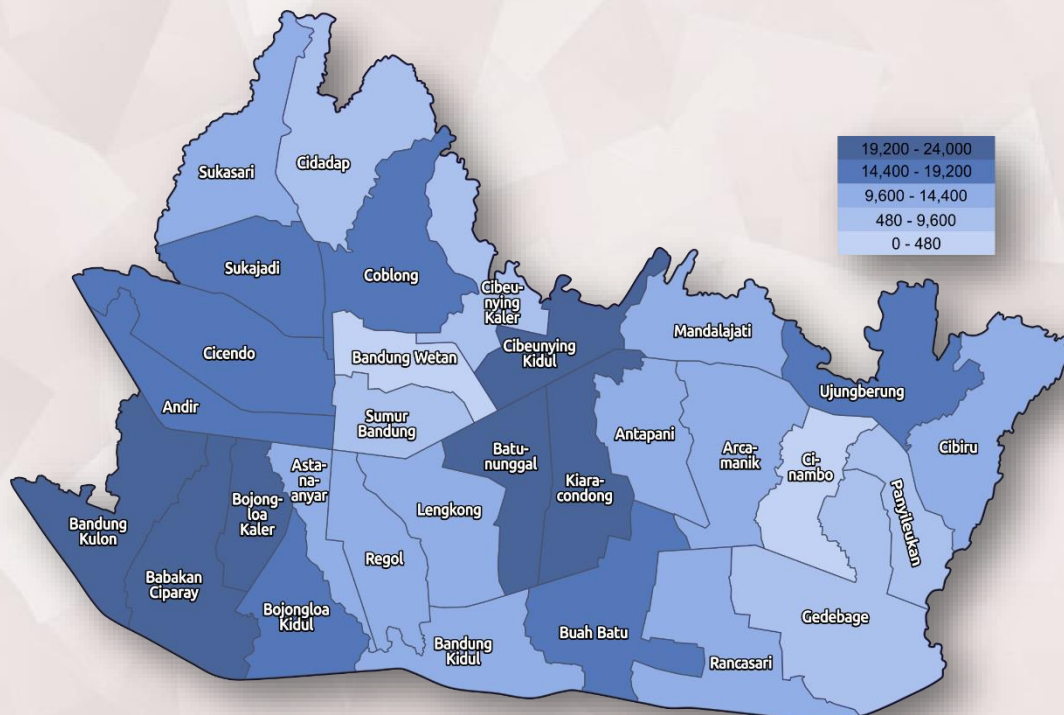 19,200 - 24,000
14,400 - 19,200
9,600 - 14,400
480 - 9,600
0 - 480
Sukasari
Cidadap
Sukajadi
Coblong
Cibeu-
nying
Kaler
Mandalajati
Cicendo
Bandung Wetan
Cibeunying
Kidul
Ujungberung
Andir
Sumur
Bandung
Antapani
Arca-
manik
Ci-
nambo
Cibiru
Batu-
nunggal
Kiara-
condong
Panyileukan
Asta-
na-
anyar
Bojong-
loa
Kaler
Lengkong
Bandung
Kulon
Regol
Babakan
Ciparay
Bojongloa
Kidul
Bandung
Kidul
Buah Batu
Gedebage
Rancasari